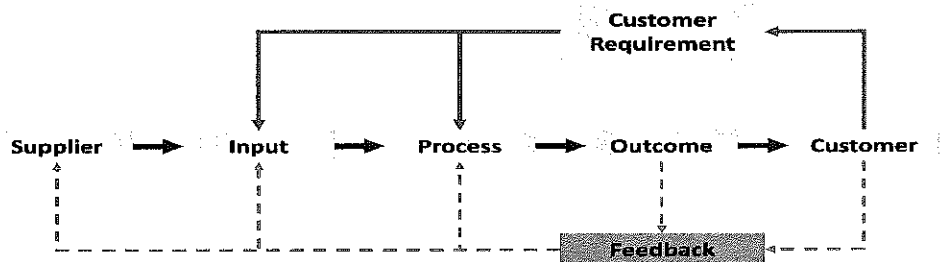 Customer
Requirement
Supplier
Input
Process
Outcome
Customer
Feedback